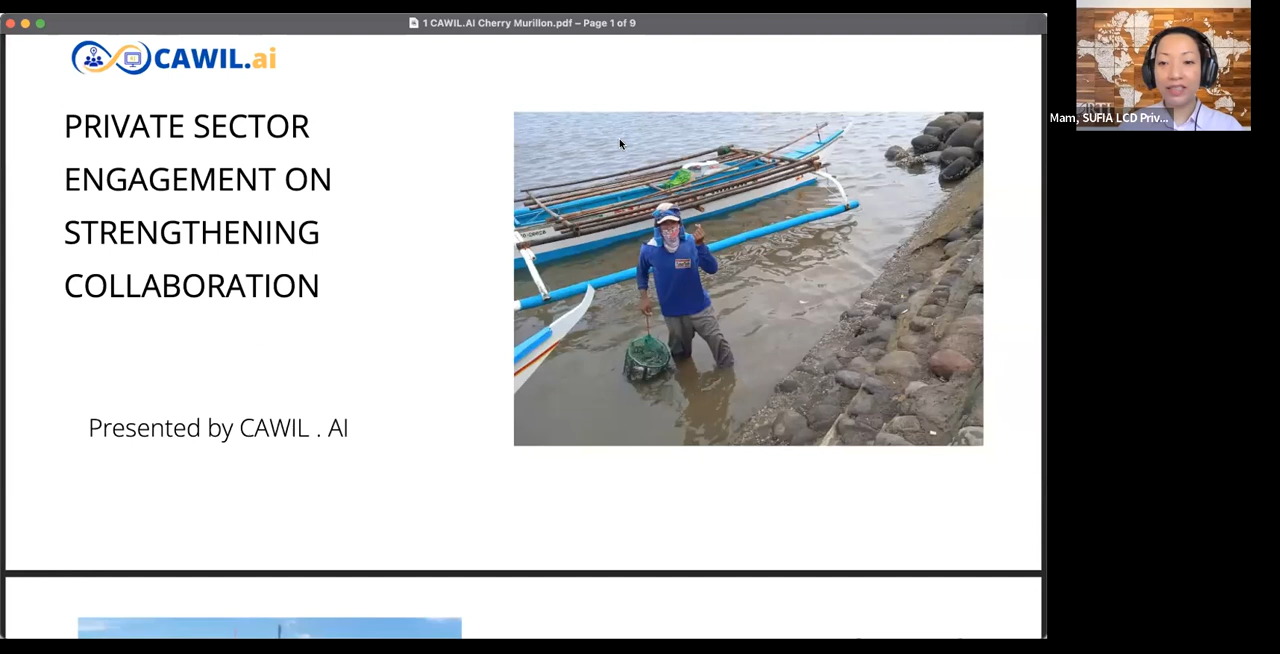 1 CAWIL.AI Cherry Murillon.pdf – Page 1 of 9
CAWIL.ai
PRIVATE SECTOR
ENGAGEMENT ON
STRENGTHENING
COLLABORATION
Presented by CAWIL . AI
Mam, SUFIA LCD Priv...